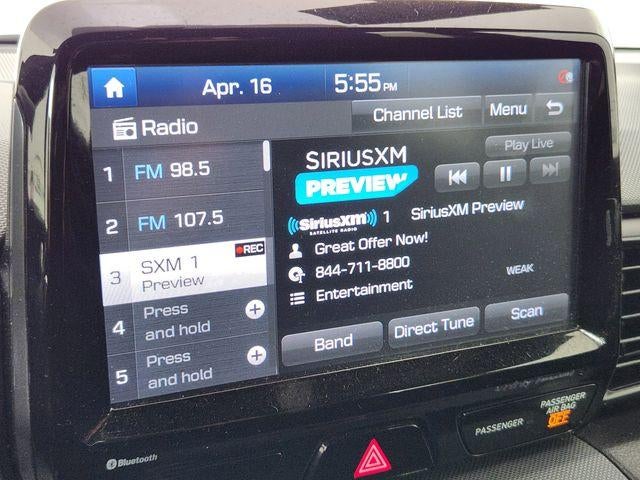 Apr. 16
5:55 PM
Radio
Channel List
Menu
Play Live
1 FM 98.5
2 FM 107.5
3 SXM 1
Preview
REC
4 Press
and hold
5 Press
and hold
SIRIUSXM
PREVIEW
SiriusXM
SATELLITE RADIO
1 SiriusXM Preview
Great Offer Now!
844-711-8800
Entertainment
WEAK
Band
Direct Tune
Scan
Bluetooth
PASSENGER
PASSENGER
AIR BAG
OFF